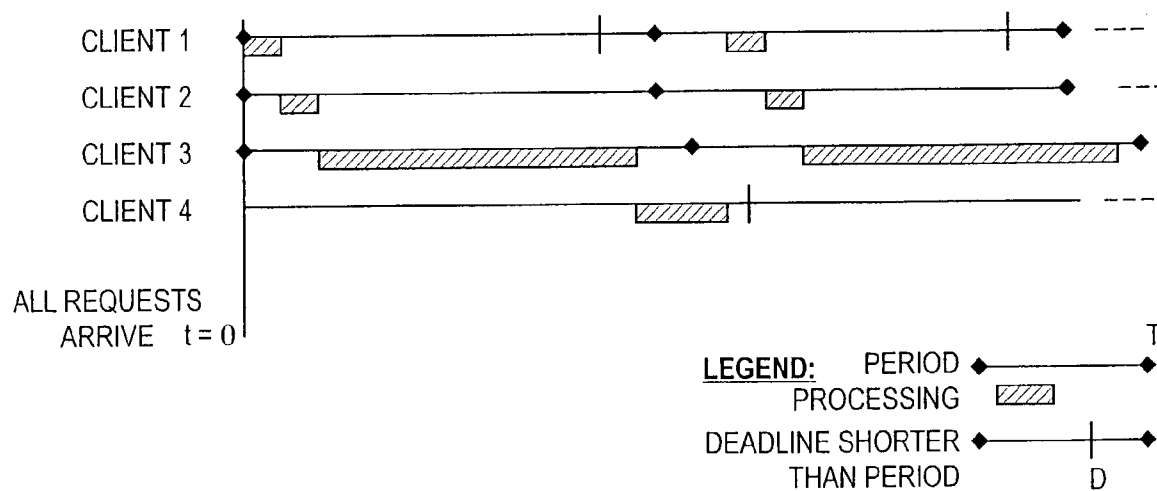 CLIENT 1
CLIENT 2
CLIENT 3
CLIENT 4
ALL REQUESTS
ARRIVE t = 0
T
LEGEND: PERIOD
PROCESSING
DEADLINE SHORTER
THAN PERIOD D